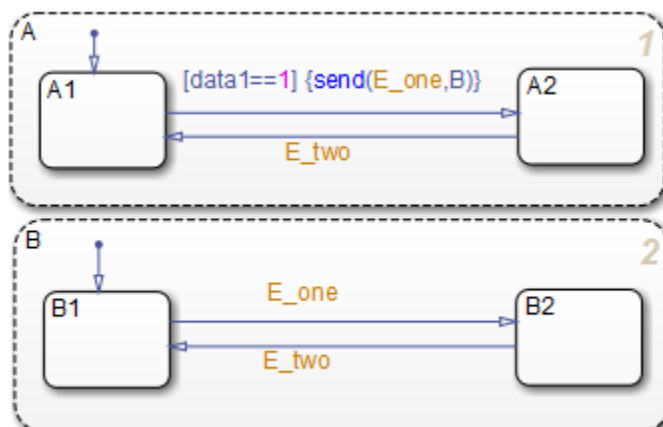 A
1
A1
[data1==1] {send(E_one,B)}
A2
E_two
B
2
B1
E_one
B2
E_two